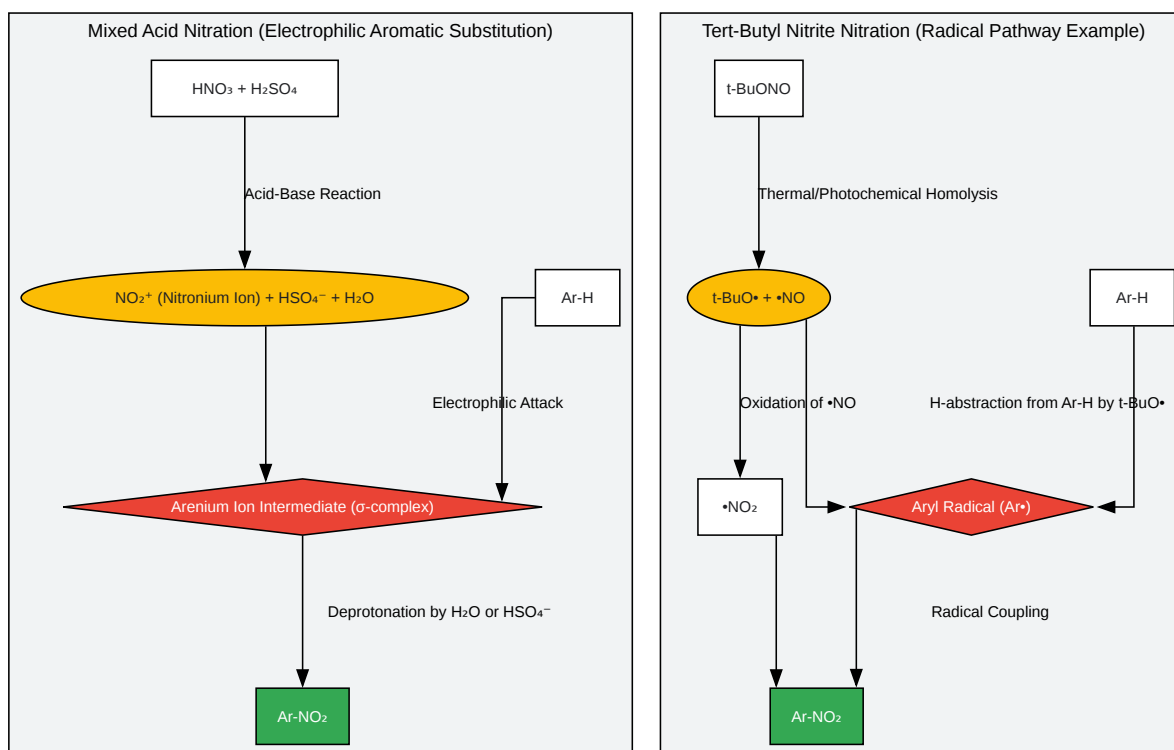 Mixed Acid Nitration (Electrophilic Aromatic Substitution)
HNO₃ + H₂SO₄
Acid-Base Reaction
NO₂⁺ (Nitronium Ion) + HSO₄⁻ + H₂O
Ar-H
Electrophilic Attack
Arenium Ion Intermediate (σ-complex)
Deprotonation by H₂O or HSO₄⁻
Ar-NO₂
Tert-Butyl Nitrite Nitration (Radical Pathway Example)
t-BuONO
Thermal/Photochemical Homolysis
t-BuO• + •NO
Ar-H
Oxidation of •NO
H-abstraction from Ar-H by t-BuO•
•NO₂
Aryl Radical (Ar•)
Radical Coupling
Ar-NO₂